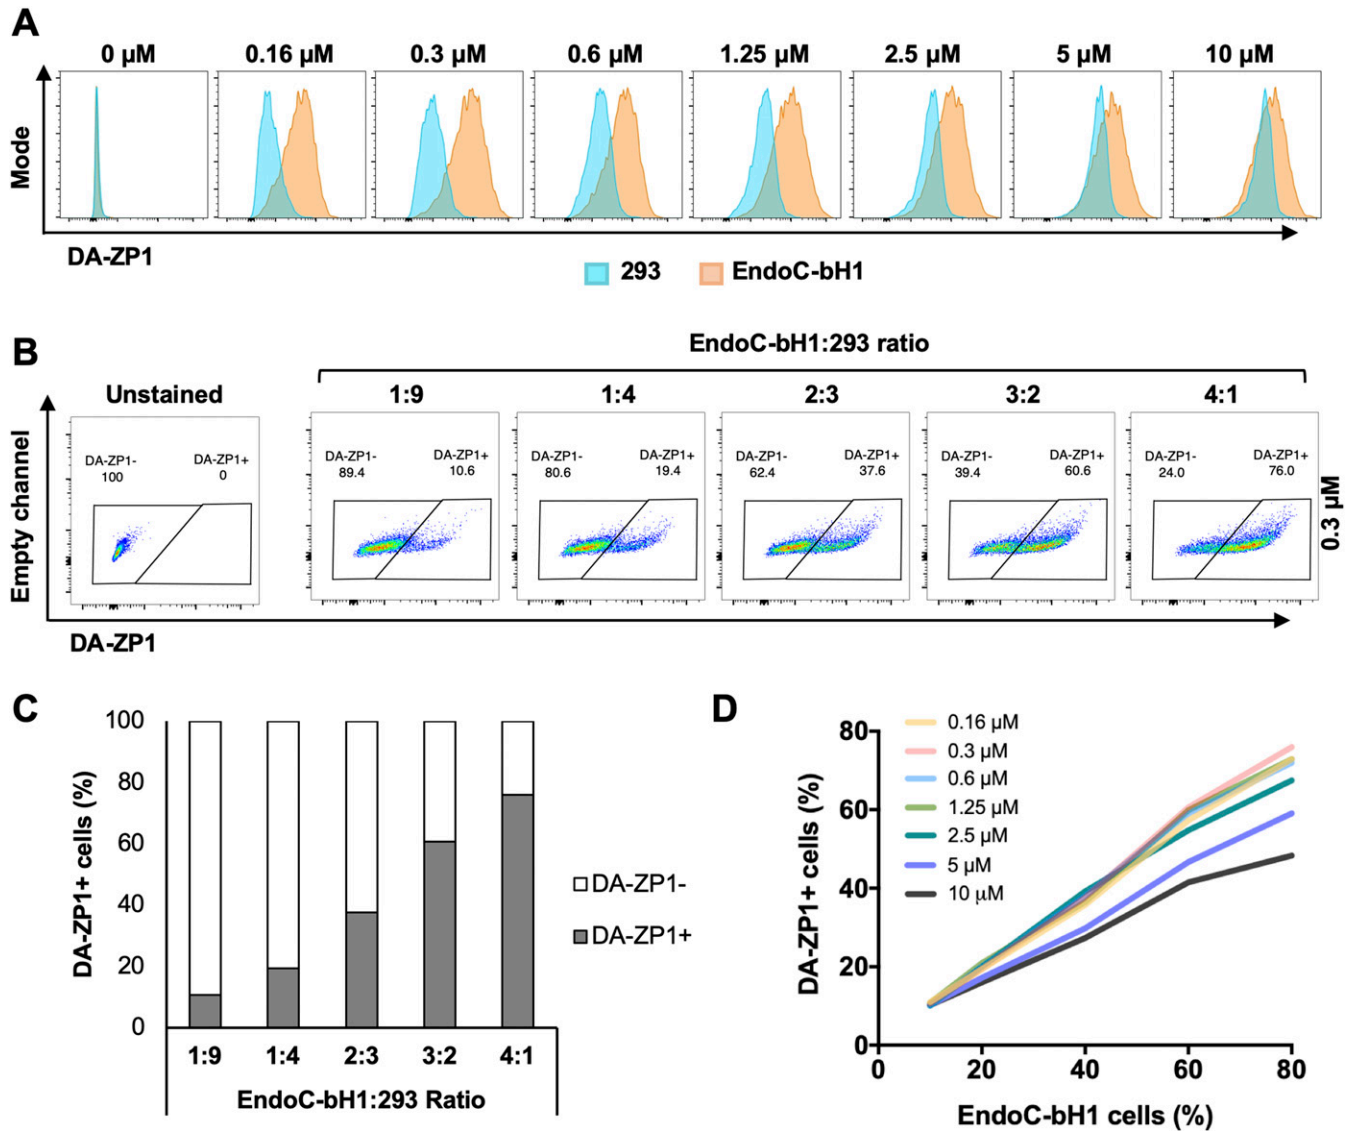 A
0 µM 0.16 µM 0.3 µM 0.6 µM 1.25 µM 2.5 µM 5 µM 10 µM
Mode
DA-ZP1
293 EndoC-bH1
B
EndoC-bH1:293 ratio
Unstained 1:9 1:4 2:3 3:2 4:1
Empty channel
DA-ZP1- DA-ZP1+ DA-ZP1- DA-ZP1+ DA-ZP1- DA-ZP1+ DA-ZP1- DA-ZP1+ DA-ZP1- DA-ZP1+ DA-ZP1- DA-ZP1+
100 0 89.4 10.6 80.6 19.4 62.4 37.6 39.4 60.6 24.0 76.0
0.3 µM
DA-ZP1
C
DA-ZP1+ cells (%)
100
80
60
40
20
0
1:9 1:4 2:3 3:2 4:1
EndoC-bH1:293 Ratio
DA-ZP1-
DA-ZP1+
D
DA-ZP1+ cells (%)
80
60
40
20
0
0.16 µM
0.3 µM
0.6 µM
1.25 µM
2.5 µM
5 µM
10 µM
0 20 40 60 80
EndoC-bH1 cells (%)